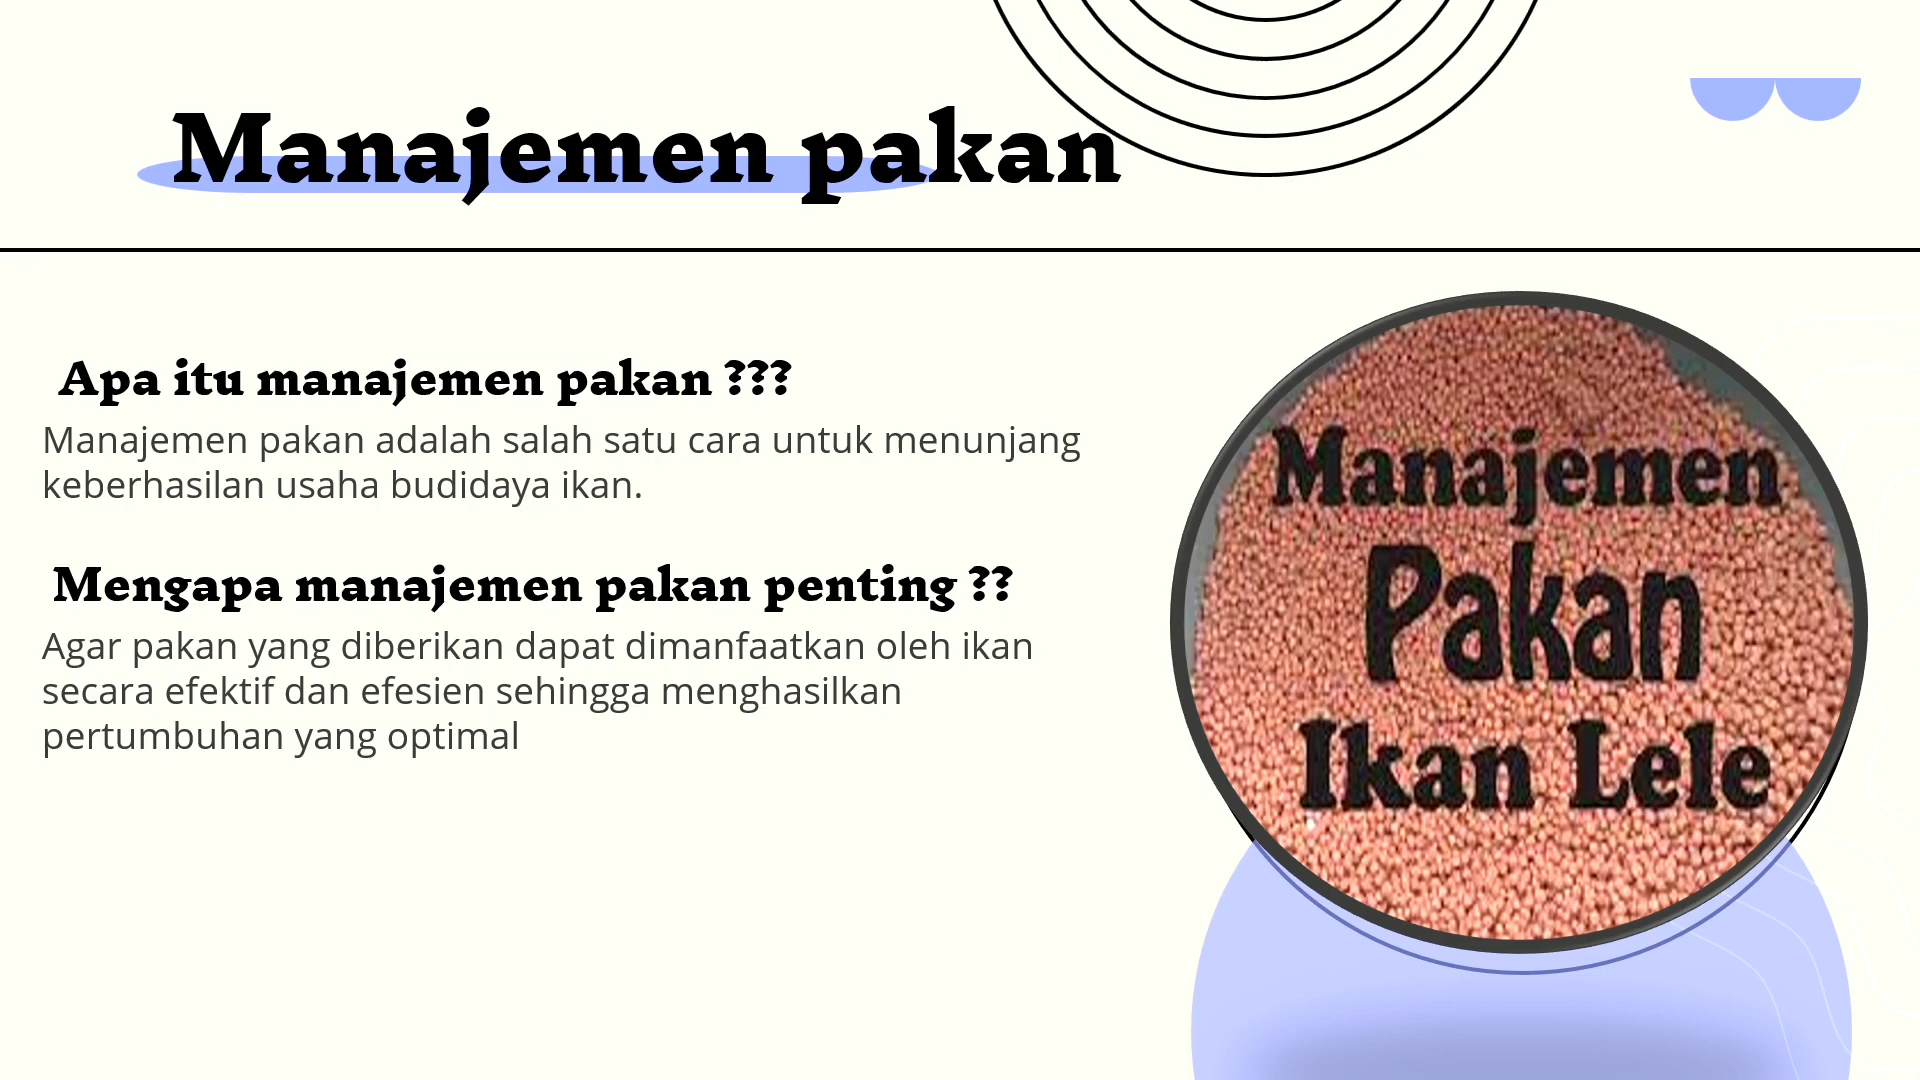 Manajemen pakan
Apa itu manajemen pakan ???
Manajemen pakan adalah salah satu cara untuk menunjang
keberhasilan usaha budidaya ikan.
Mengapa manajemen pakan penting ??
Agar pakan yang diberikan dapat dimanfaatkan oleh ikan
secara efektif dan efesien sehingga menghasilkan
pertumbuhan yang optimal
Manajemen
Pakan
Ikan Lele